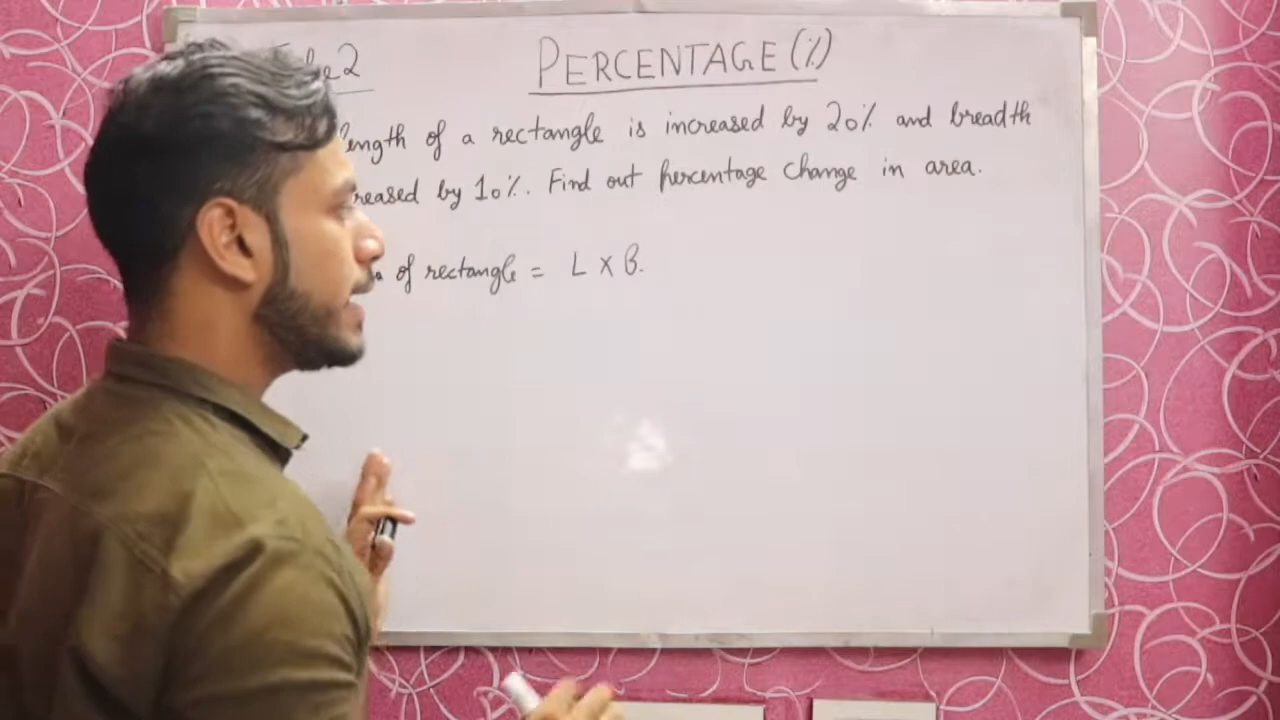 PERCENTAGE (%)
length of a rectangle is increased by 20% and breadth
reased by 10%. Find out percentage change in area.
of rectangle = L x B.